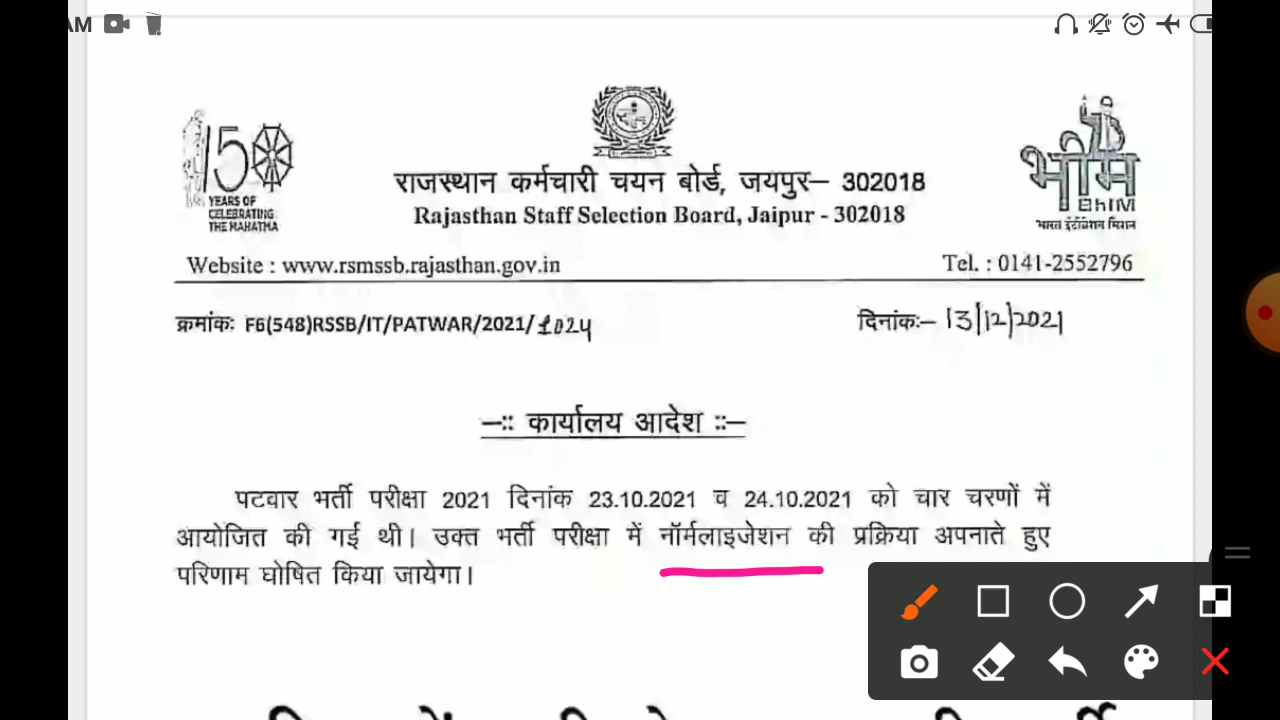 AM
150
YEARS OF
CELEBRATING
THE MAHATMA
भीम
BHIM
राजस्थान कर्मचारी चयन बोर्ड, जयपुर– 302018
Rajasthan Staff Selection Board, Jaipur - 302018
Website : www.rsmssb.rajasthan.gov.in
Tel. : 0141-2552796
क्रमांकः F6(548)RSSB/IT/PATWAR/2021/1024
दिनांकः– 13/12/2021
–:: कार्यालय आदेश ::–
पटवार भर्ती परीक्षा 2021 दिनांक 23.10.2021 व 24.10.2021 को चार चरणों में
आयोजित की गई थी। उक्त भर्ती परीक्षा में नॉर्मलाइजेशन की प्रक्रिया अपनाते हुए
परिणाम घोषित किया जायेगा।